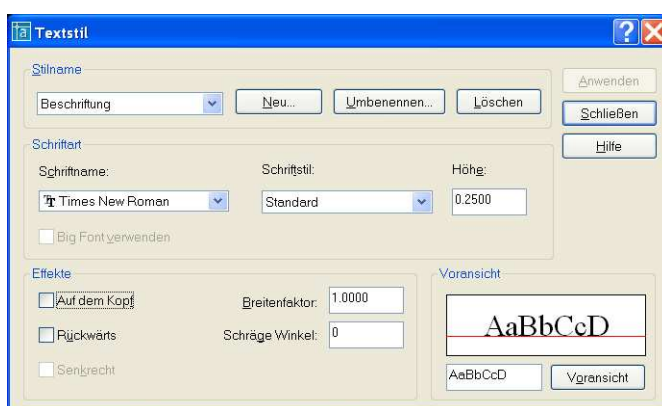 Textstil
Stilname
Beschriftung Neu... Umbenennen... Löschen
Anwenden
Schließen
Hilfe
Schriftart
Schriftname: Schriftstil: Höhe:
Times New Roman Standard 0.2500
Big Font verwenden
Effekte
Auf dem Kopf Breitenfaktor: 1.0000
Rückwärts Schräge Winkel: 0
Senkrecht
Voransicht
AaBbCcD
AaBbCcD Voransicht